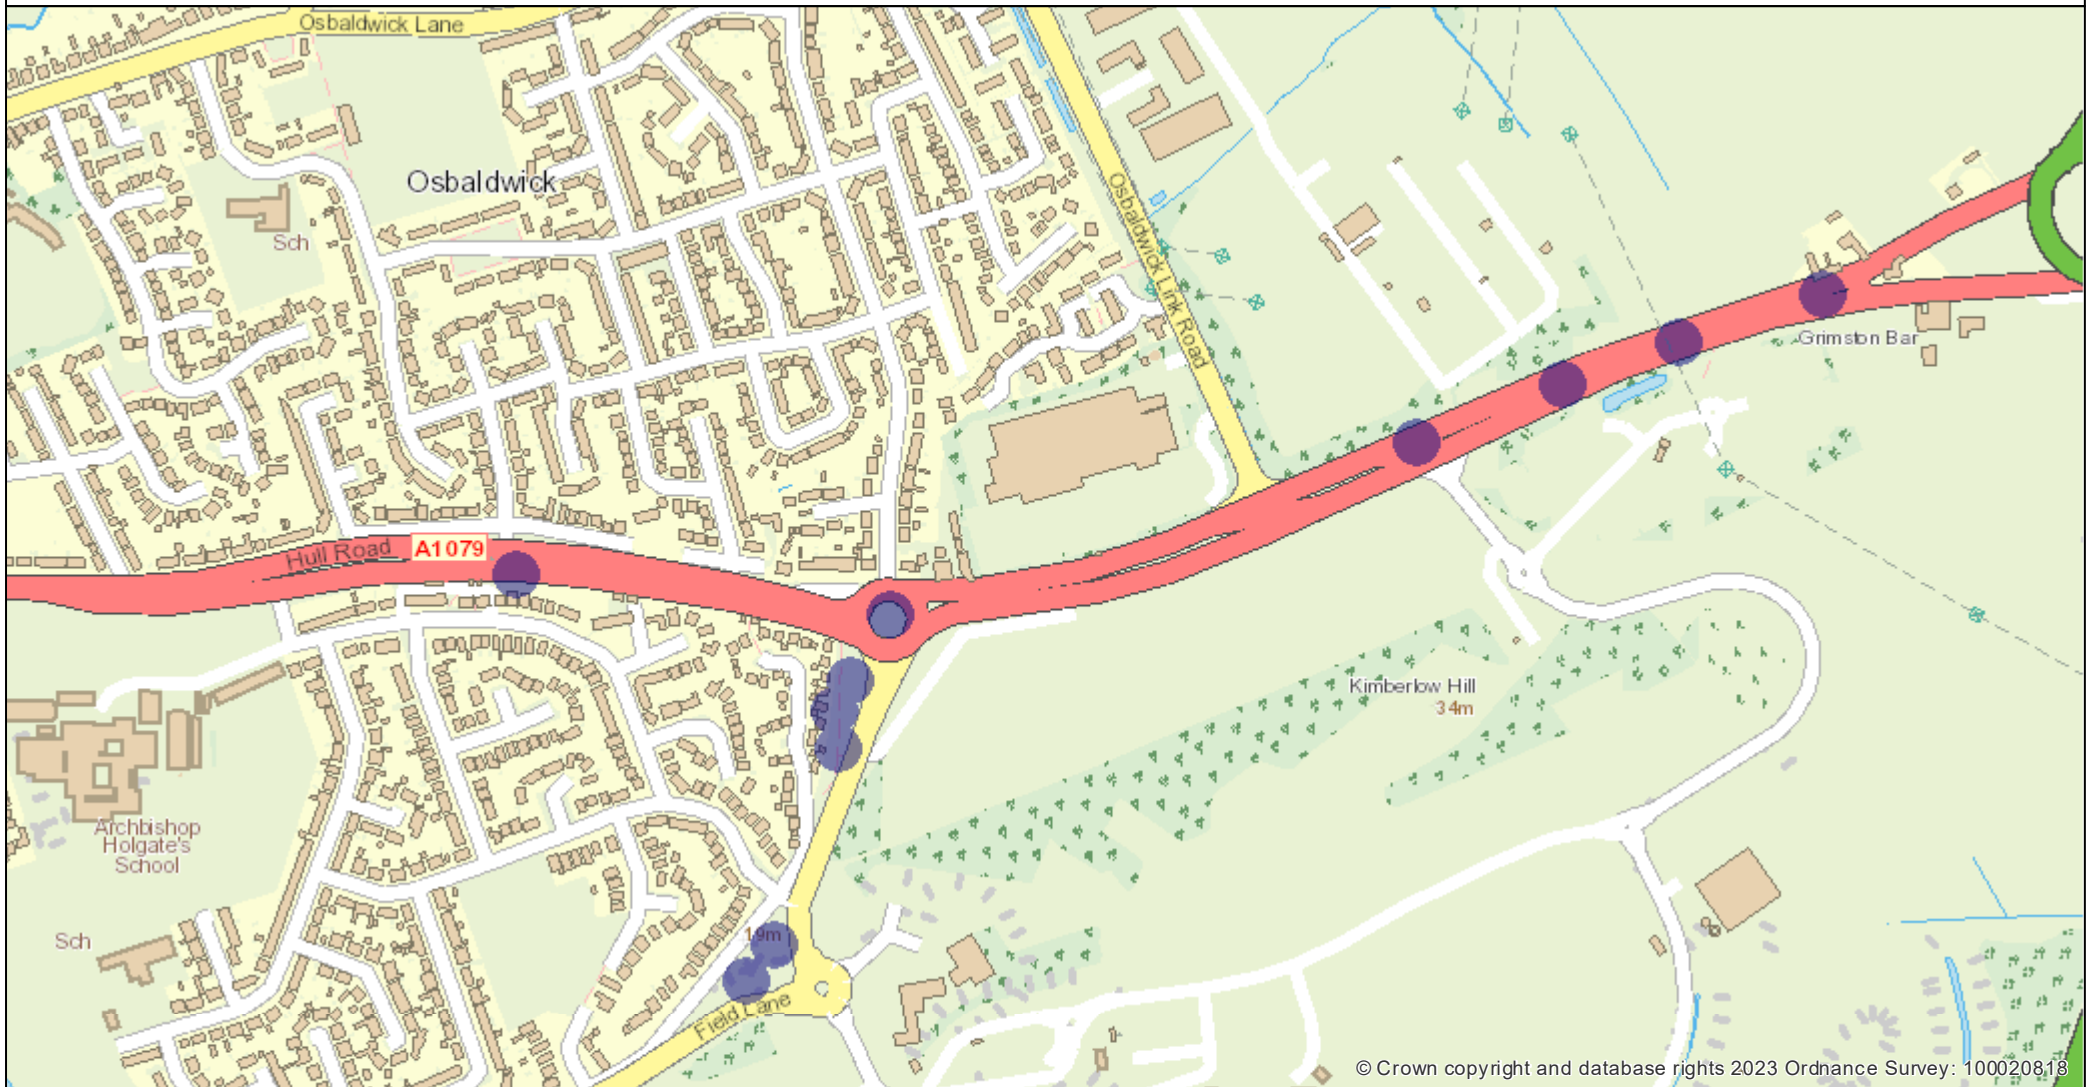 Osbaldwick Lane
Osbaldwick
Sch
Osbaldwick Link Road
Grimston Bar
Hull Road
A1079
Kimberlow Hill
34m
Archbishop
Holgate's
School
Sch
19m
Field Lane
© Crown copyright and database rights 2023 Ordnance Survey: 100020818